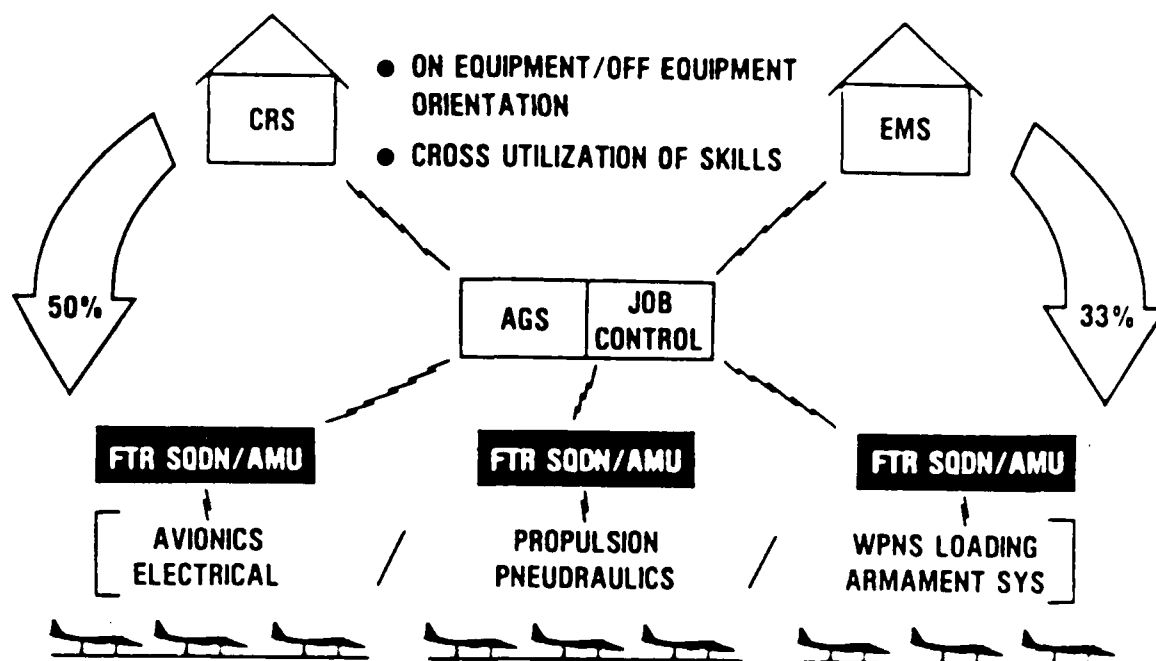 CRS
● ON EQUIPMENT/OFF EQUIPMENT
ORIENTATION
● CROSS UTILIZATION OF SKILLS
EMS
50%
33%
AGS
JOB
CONTROL
FTR SQDN/AMU
FTR SQDN/AMU
FTR SQDN/AMU
AVIONICS
ELECTRICAL
/
PROPULSION
PNEUDRAULICS
/
WPNS LOADING
ARMAMENT SYS